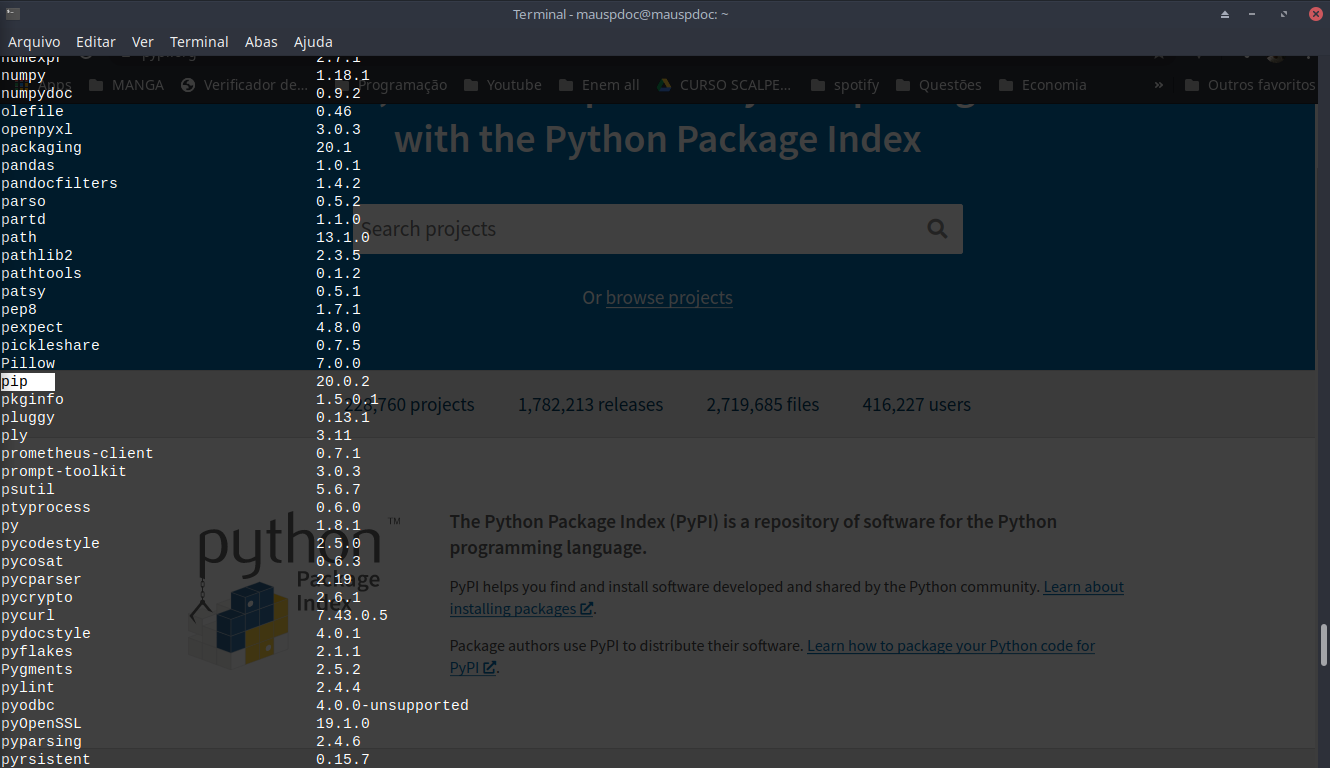 Terminal - mauspdoc@mauspdoc: ~
Arquivo Editar Ver Terminal Abas Ajuda
numexpr 2.7.1
numpy 1.18.1
Apps MANGA Verificador de... Programação Youtube Enem all CURSO SCALPE... spotify Questões Economia » Outros favoritos
numpydoc 0.9.2
olefile 0.46
openpyxl 3.0.3
with the Python Package Index
packaging 20.1
pandas 1.0.1
pandocfilters 1.4.2
parso 0.5.2
partd 1.1.0
Search projects
path 13.1.0
pathlib2 2.3.5
pathtools 0.1.2
patsy 0.5.1
Or browse projects
pep8 1.7.1
pexpect 4.8.0
pickleshare 0.7.5
Pillow 7.0.0
pip 20.0.2
pkginfo 1.5.0.1
228,760 projects 1,782,213 releases 2,719,685 files 416,227 users
pluggy 0.13.1
ply 3.11
prometheus-client 0.7.1
prompt-toolkit 3.0.3
psutil 5.6.7
ptyprocess 0.6.0
py 1.8.1
pycodestyle 2.5.0
pycosat 0.6.3
pycparser 2.19
pycrypto 2.6.1
pycurl 7.43.0.5
pydocstyle 4.0.1
pyflakes 2.1.1
Pygments 2.5.2
pylint 2.4.4
pyodbc 4.0.0-unsupported
pyOpenSSL 19.1.0
pyparsing 2.4.6
pyrsistent 0.15.7
python TM
Package
Index
The Python Package Index (PyPI) is a repository of software for the Python
programming language.
PyPI helps you find and install software developed and shared by the Python community. Learn about
installing packages.
Package authors use PyPI to distribute their software. Learn how to package your Python code for
PyPI.